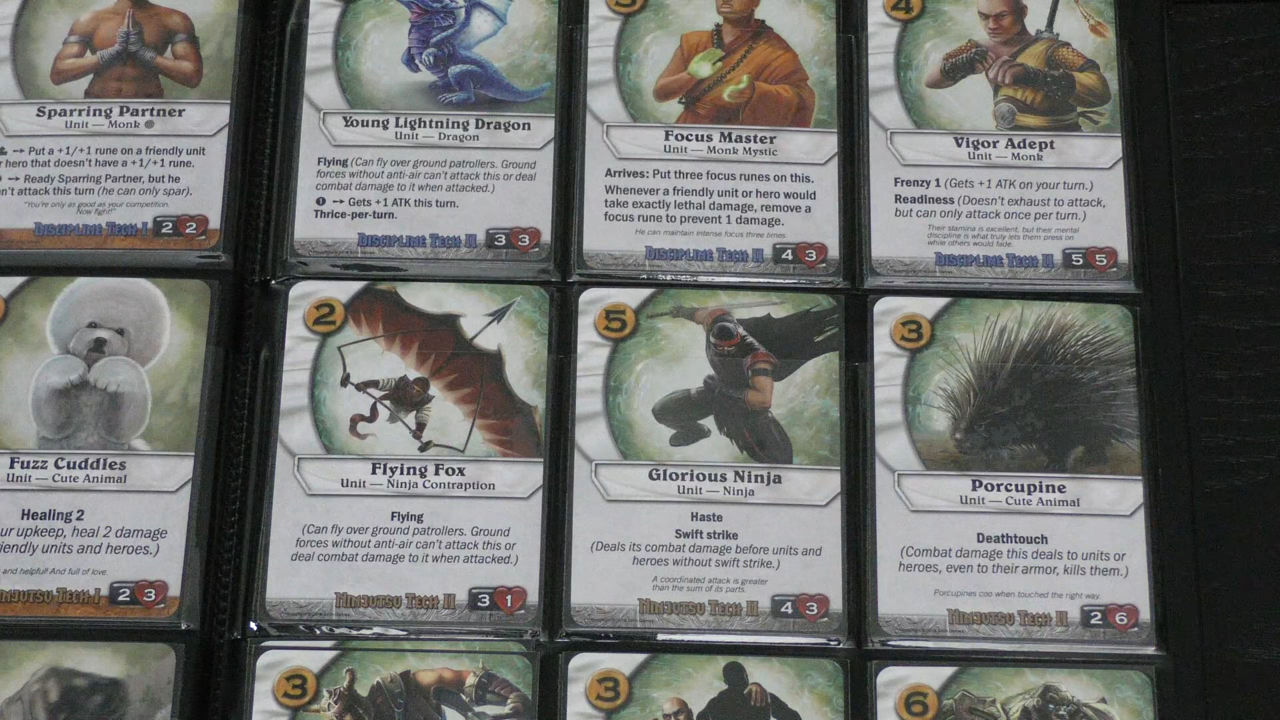 Sparring Partner
Unit — Monk
Put a +1/+1 rune on a friendly unit
hero that doesn't have a +1/+1 rune.
Ready Sparring Partner, but he
can't attack this turn (he can only spar).
"You're only as good as your competition.
Now fight!"
DISCIPLINE TECH I 2 2
Young Lightning Dragon
Unit — Dragon
Flying (Can fly over ground patrollers. Ground
forces without anti-air can't attack this or deal
combat damage to it when attacked.)
1 → Gets +1 ATK this turn.
Thrice-per-turn.
DISCIPLINE TECH II 3 3
5
Focus Master
Unit — Monk Mystic
Arrives: Put three focus runes on this.
Whenever a friendly unit or hero would
take exactly lethal damage, remove a
focus rune to prevent 1 damage.
He can maintain intense focus three times.
DISCIPLINE TECH II 4 3
4
Vigor Adept
Unit — Monk
Frenzy 1 (Gets +1 ATK on your turn.)
Readiness (Doesn't exhaust to attack,
but can only attack once per turn.)
Their stamina is excellent, but their mental
discipline is what truly lets them press on
while others would fade.
DISCIPLINE TECH II 5 5
Fuzz Cuddles
Unit — Cute Animal
Healing 2
ur upkeep, heal 2 damage
iendly units and heroes.)
and helpful! And full of love.
NINJUTSU TECH I 2 3
2
Flying Fox
Unit — Ninja Contraption
Flying
(Can fly over ground patrollers. Ground
forces without anti-air can't attack this or
deal combat damage to it when attacked.)
NINJUTSU TECH II 3 1
5
Glorious Ninja
Unit — Ninja
Haste
Swift strike
(Deals its combat damage before units and
heroes without swift strike.)
A coordinated attack is greater
than the sum of its parts.
NINJUTSU TECH II 4 3
3
Porcupine
Unit — Cute Animal
Deathtouch
(Combat damage this deals to units or
heroes, even to their armor, kills them.)
Porcupines coo when touched the right way.
NINJUTSU TECH II 2 6
3
3
6